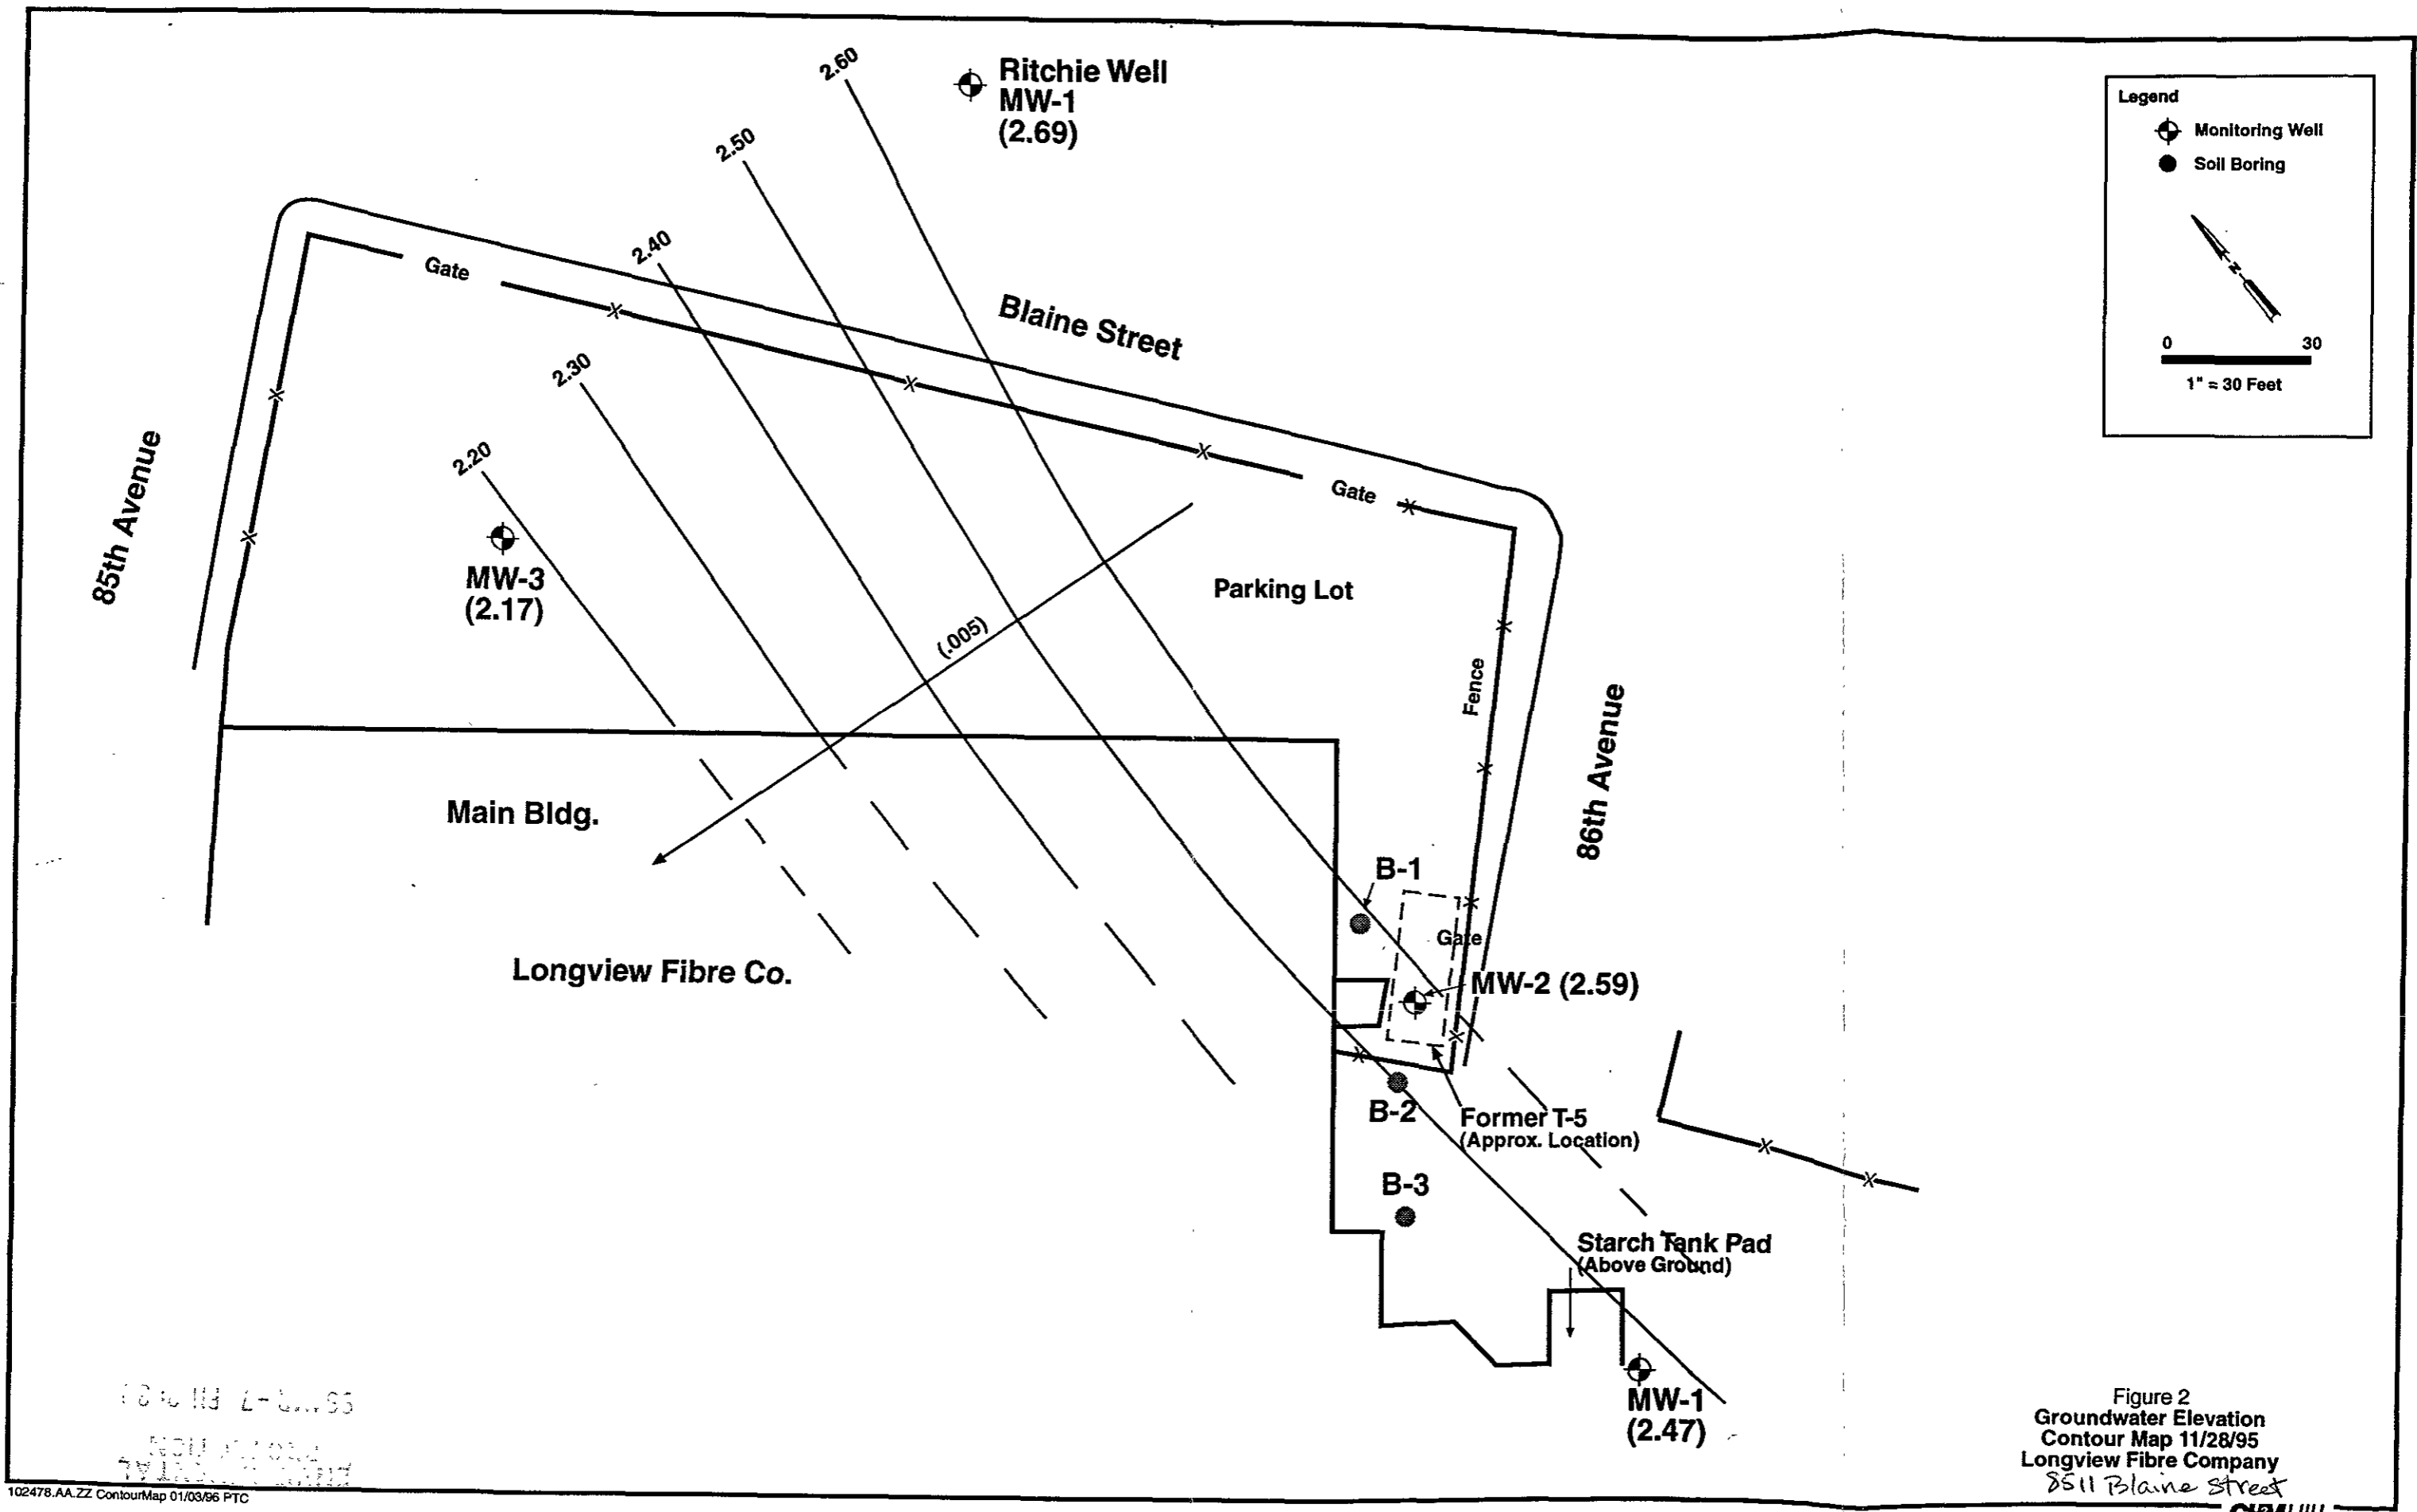 2.60
Ritchie Well
MW-1
(2.69)
2.50
2.40
2.30
2.20
Gate
Blaine Street
Gate
85th Avenue
MW-3
(2.17)
(.005)
Parking Lot
Fence
86th Avenue
Main Bldg.
Longview Fibre Co.
B-1
Gate
MW-2 (2.59)
B-2
Former T-5
(Approx. Location)
B-3
Starch Tank Pad
(Above Ground)
MW-1
(2.47)
Legend
Monitoring Well
Soil Boring
N
0 30
1" = 30 Feet
Figure 2
Groundwater Elevation
Contour Map 11/28/95
Longview Fibre Company
8511 Blaine Street
102478.AA.ZZ ContourMap 01/03/96 PTC